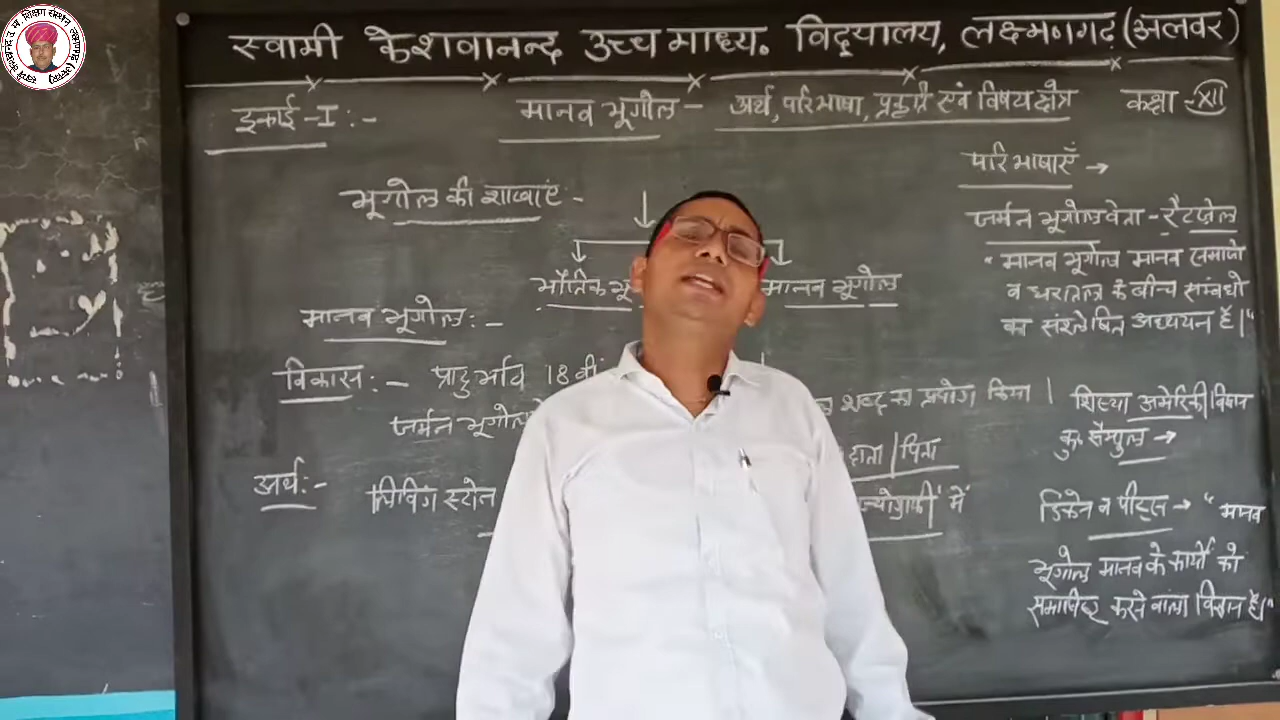 स्वामी केशवानन्द उच्च माध्य. विद्यालय, लक्ष्मणगढ़ (अलवर)
इकाई-I:- मानव भूगोल- अर्थ, परिभाषा, प्रकृति एवं विषय क्षेत्र कक्षा-XII
भूगोल की शाखाएं-
भौतिक भू मानव भूगोल
मानव भूगोल:-
विकास:- प्रादुर्भाव 18 वीं
जर्मन भूगोल शब्द का प्रयोग किया।
दाता/पिता
अर्थ:- लिविंग स्टोन ज्योग्राफी में
परिभाषाएँ →
जर्मन भूगोलवेता - रैटजेल
"मानव भूगोल मानव समाजो
व धरातल के बीच संबंधो
का संश्लेषित अध्ययन है।"
शिष्या अमेरिकी विद्वान
कु. सैम्पुल →
डिकेन व पीट्स → "मानव
भूगोल मानव के कार्यों को
समाविष्ट करने वाला विज्ञान है।"